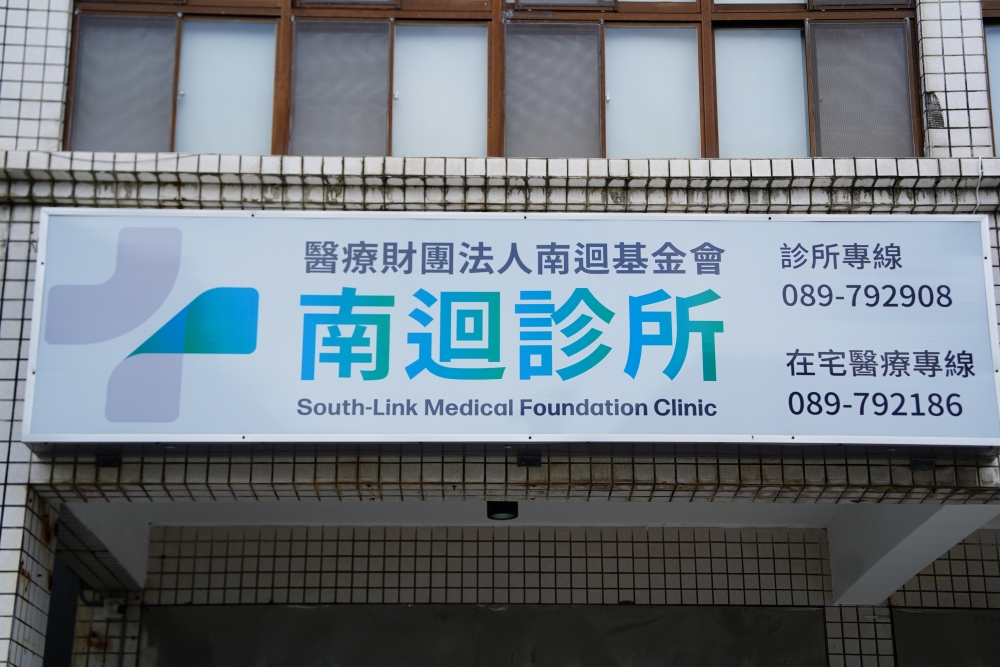 醫療財團法人南迴基金會
南迴診所
South-Link Medical Foundation Clinic
診所專線
089-792908
在宅醫療專線
089-792186